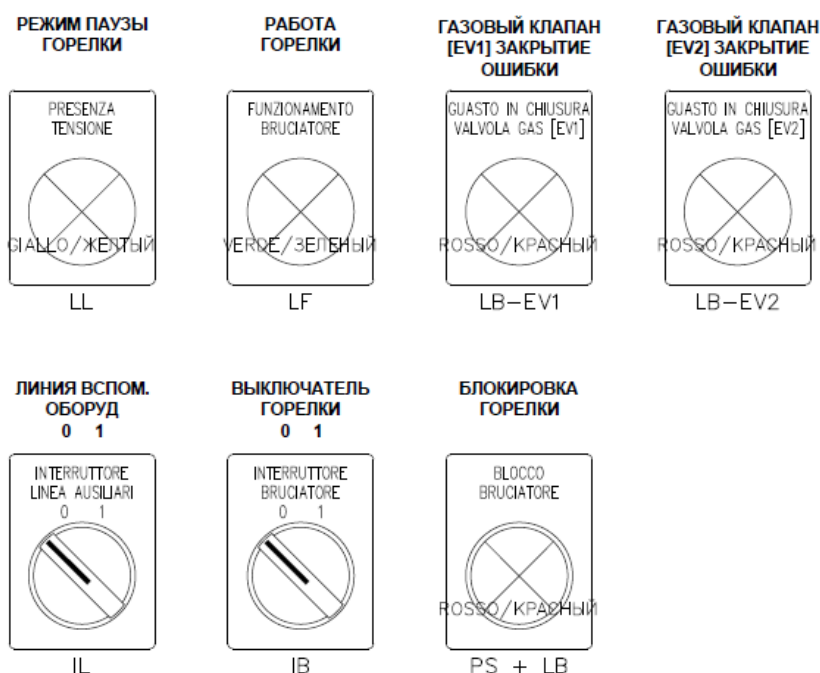 РЕЖИМ ПАУЗЫ
ГОРЕЛКИ
PRESENZA
TENSIONE
GIALLO/ЖЕЛТЫЙ
LL
РАБОТА
ГОРЕЛКИ
FUNZIONAMENTO
BRUCIATORE
VERDE/ЗЕЛЕНЫЙ
LF
ГАЗОВЫЙ КЛАПАН
[EV1] ЗАКРЫТИЕ
ОШИБКИ
GUASTO IN CHIUSURA
VALVOLA GAS [EV1]
ROSSO/КРАСНЫЙ
LB-EV1
ГАЗОВЫЙ КЛАПАН
[EV2] ЗАКРЫТИЕ
ОШИБКИ
GUASTO IN CHIUSURA
VALVOLA GAS [EV2]
ROSSO/КРАСНЫЙ
LB-EV2
ЛИНИЯ ВСПОМ.
ОБОРУД
0 1
INTERRUTTORE
LINEA AUSILIARI
0 1
IL
ВЫКЛЮЧАТЕЛЬ
ГОРЕЛКИ
0 1
INTERRUTTORE
BRUCIATORE
0 1
IB
БЛОКИРОВКА
ГОРЕЛКИ
BLOCCO
BRUCIATORE
ROSSO/КРАСНЫЙ
PS + LB